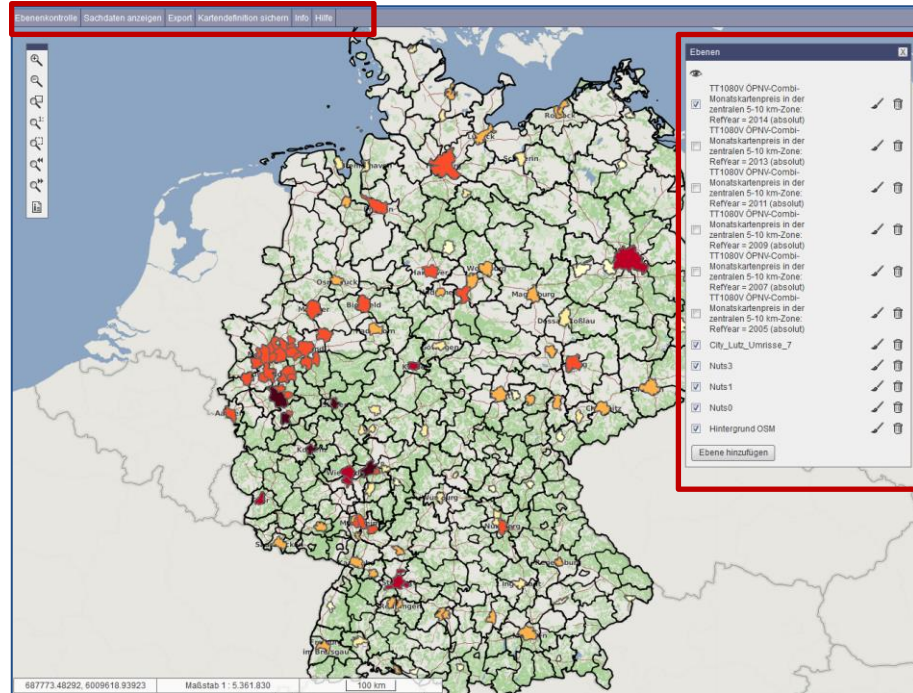 Ebenenkontrolle Sachdaten anzeigen Export Kartendefinition sichern Info Hilfe
Ebenen
X
TT1080V ÖPNV-Combi-
Monatskartenpreis in der
zentralen 5-10 km-Zone:
RefYear = 2014 (absolut)
TT1080V ÖPNV-Combi-
Monatskartenpreis in der
zentralen 5-10 km-Zone:
RefYear = 2013 (absolut)
TT1080V ÖPNV-Combi-
Monatskartenpreis in der
zentralen 5-10 km-Zone:
RefYear = 2011 (absolut)
TT1080V ÖPNV-Combi-
Monatskartenpreis in der
zentralen 5-10 km-Zone:
RefYear = 2009 (absolut)
TT1080V ÖPNV-Combi-
Monatskartenpreis in der
zentralen 5-10 km-Zone:
RefYear = 2007 (absolut)
TT1080V ÖPNV-Combi-
Monatskartenpreis in der
zentralen 5-10 km-Zone:
RefYear = 2005 (absolut)
City_Lutz_Umrisse_7
Nuts3
Nuts1
Nuts0
Hintergrund OSM
Ebene hinzufügen
im Breisgau
687773.48292, 6009618.93923
Maßstab 1 : 5.361.830
100 km